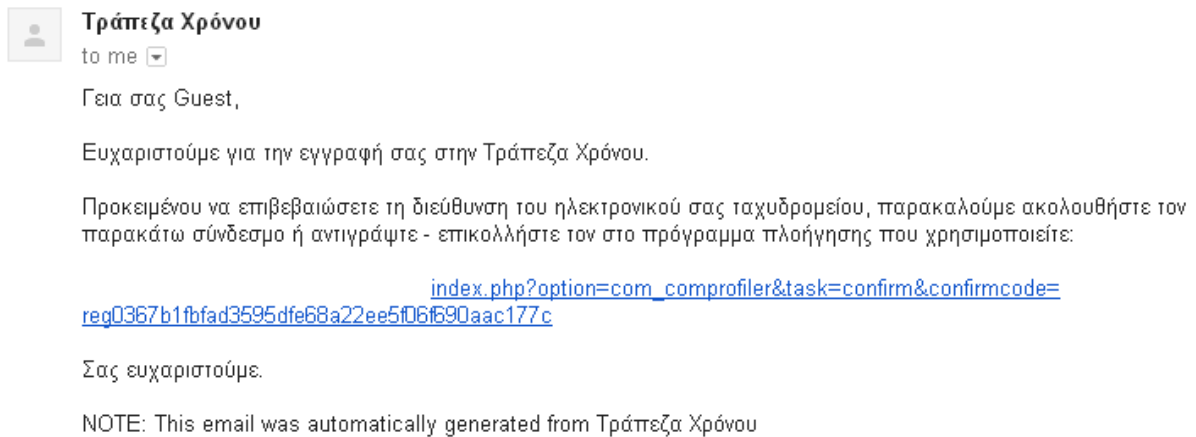 Τράπεζα Χρόνου
to me
Γεια σας Guest,
Ευχαριστούμε για την εγγραφή σας στην Τράπεζα Χρόνου.
Προκειμένου να επιβεβαιώσετε τη διεύθυνση του ηλεκτρονικού σας ταχυδρομείου, παρακαλούμε ακολουθήστε τον
παρακάτω σύνδεσμο ή αντιγράψτε - επικολλήστε τον στο πρόγραμμα πλοήγησης που χρησιμοποιείτε:
index.php?option=com_comprofiler&task=confirm&confirmcode=
reg0367b1fbfad3595dfe68a22ee5f06f690aac177c
Σας ευχαριστούμε.
NOTE: This email was automatically generated from Τράπεζα Χρόνου